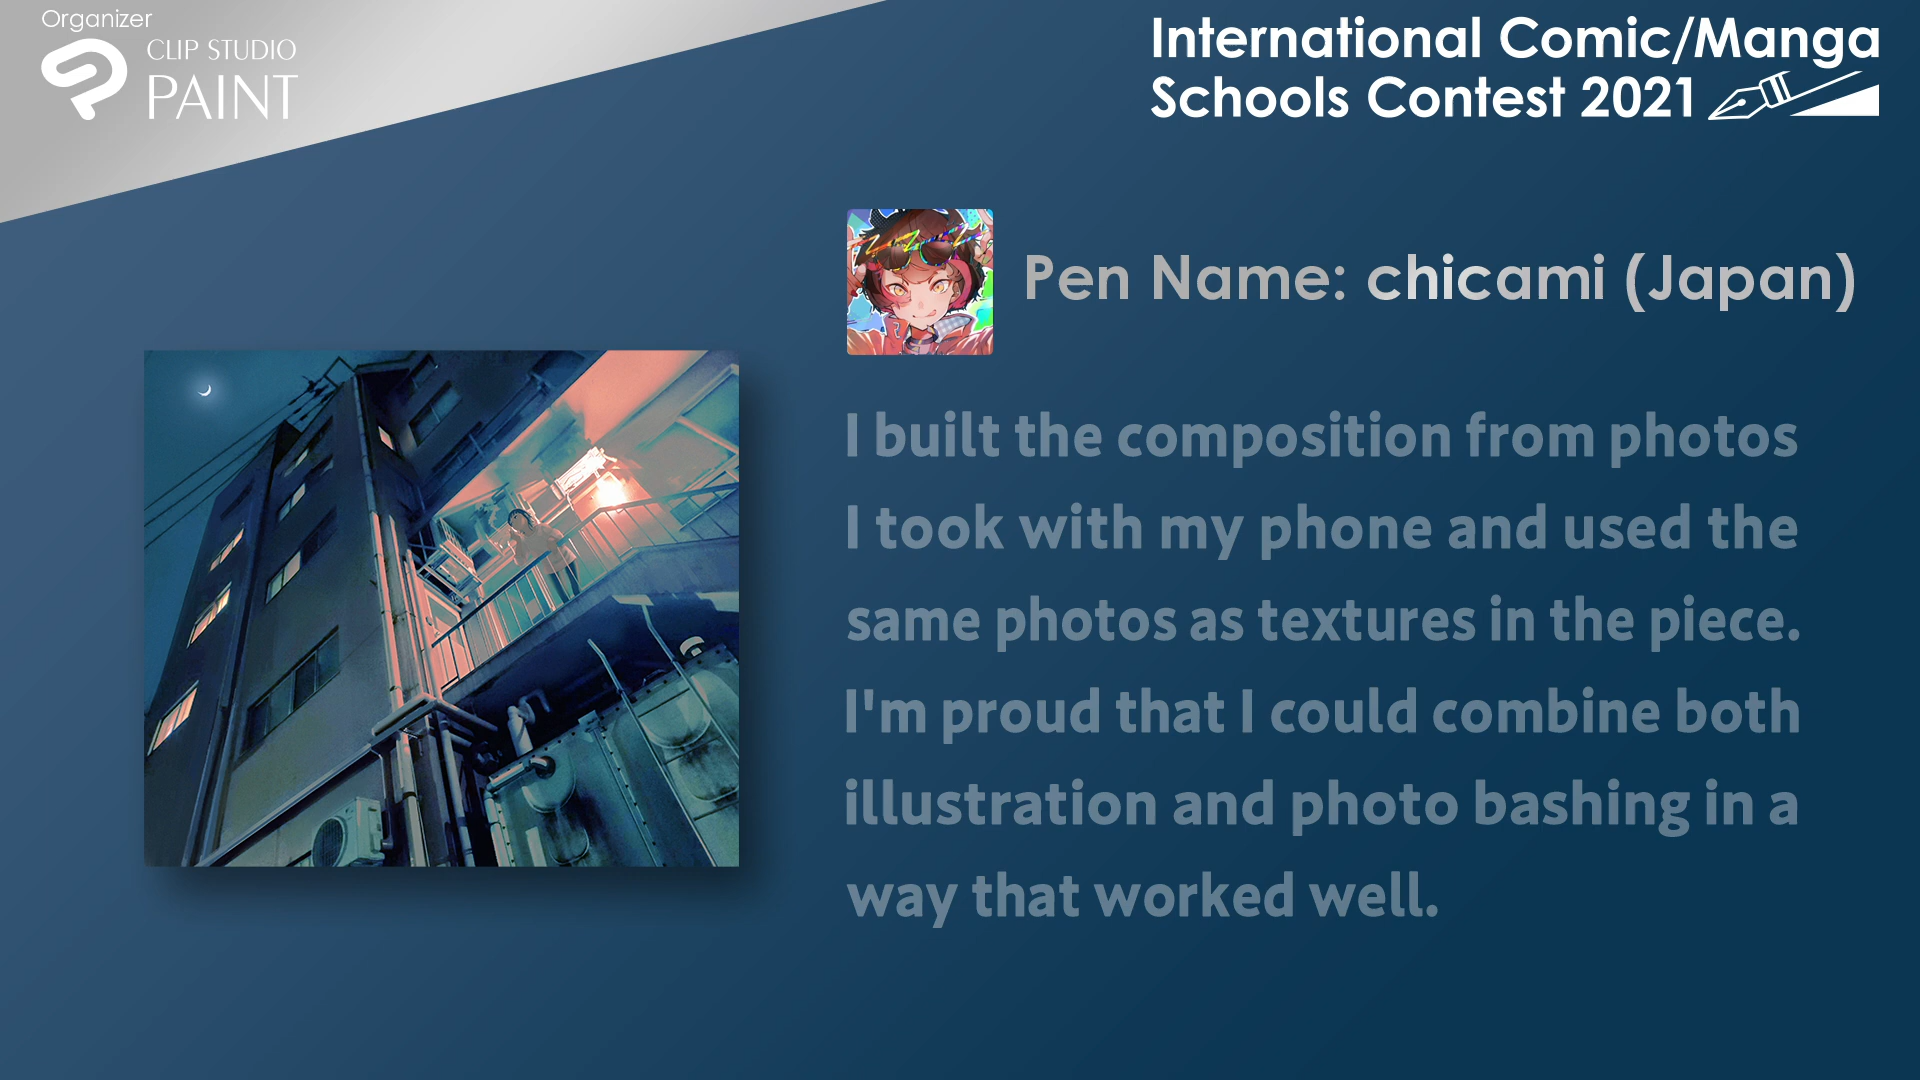 Organizer
CLIP STUDIO
PAINT
International Comic/Manga
Schools Contest 2021
Pen Name: chicami (Japan)
I built the composition from photos
I took with my phone and used the
same photos as textures in the piece.
I'm proud that I could combine both
illustration and photo bashing in a
way that worked well.